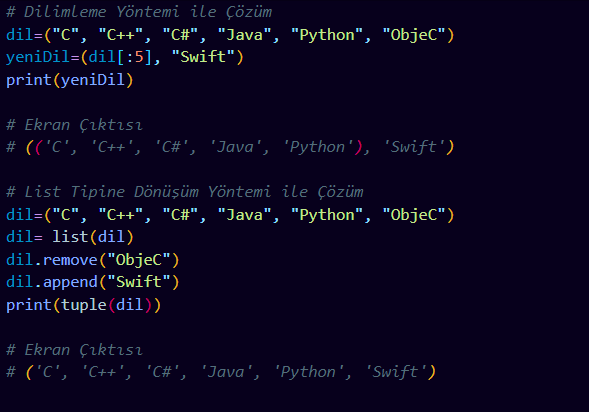 # Dilimleme Yöntemi ile Çözüm
dil=("C", "C++", "C#", "Java", "Python", "ObjeC")
yeniDil=(dil[:5], "Swift")
print(yeniDil)
# Ekran Çıktısı
# (('C', 'C++', 'C#', 'Java', 'Python'), 'Swift')
# List Tipine Dönüşüm Yöntemi ile Çözüm
dil=("C", "C++", "C#", "Java", "Python", "ObjeC")
dil= list(dil)
dil.remove("ObjeC")
dil.append("Swift")
print(tuple(dil))
# Ekran Çıktısı
# ('C', 'C++', 'C#', 'Java', 'Python', 'Swift')